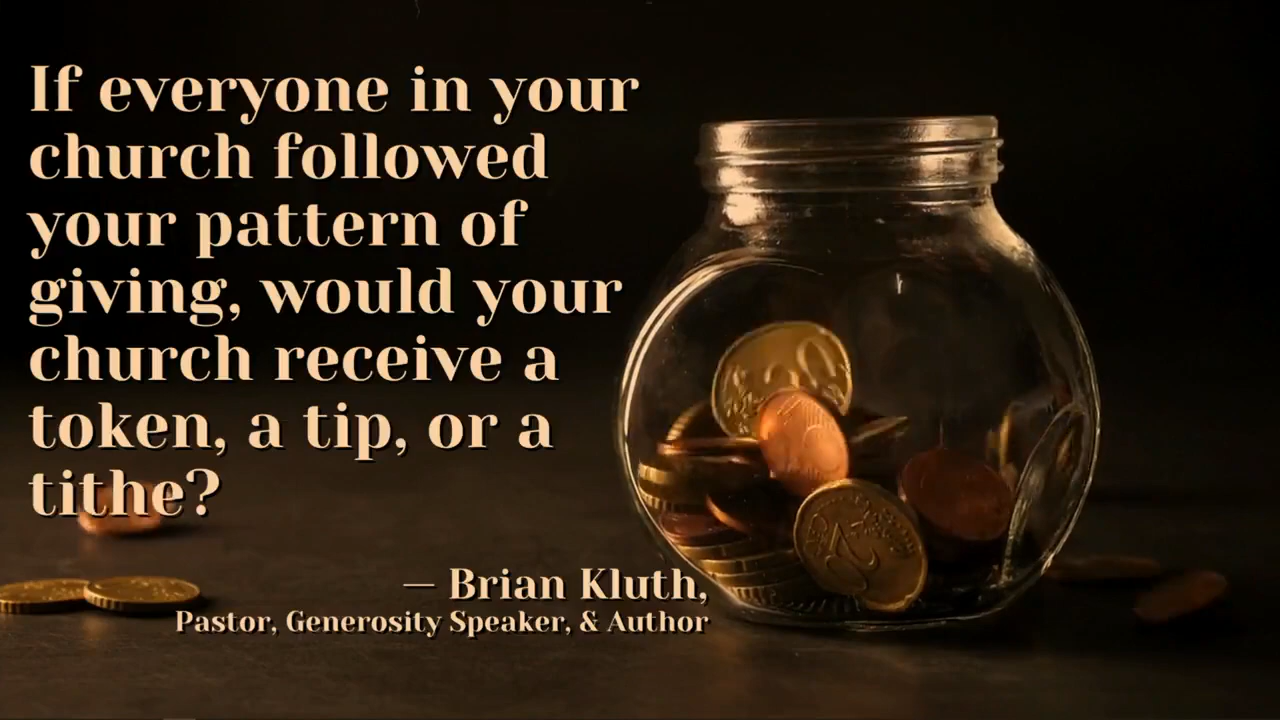 If everyone in your
church followed
your pattern of
giving, would your
church receive a
token, a tip, or a
tithe?
— Brian Kluth,
Pastor, Generosity Speaker, & Author